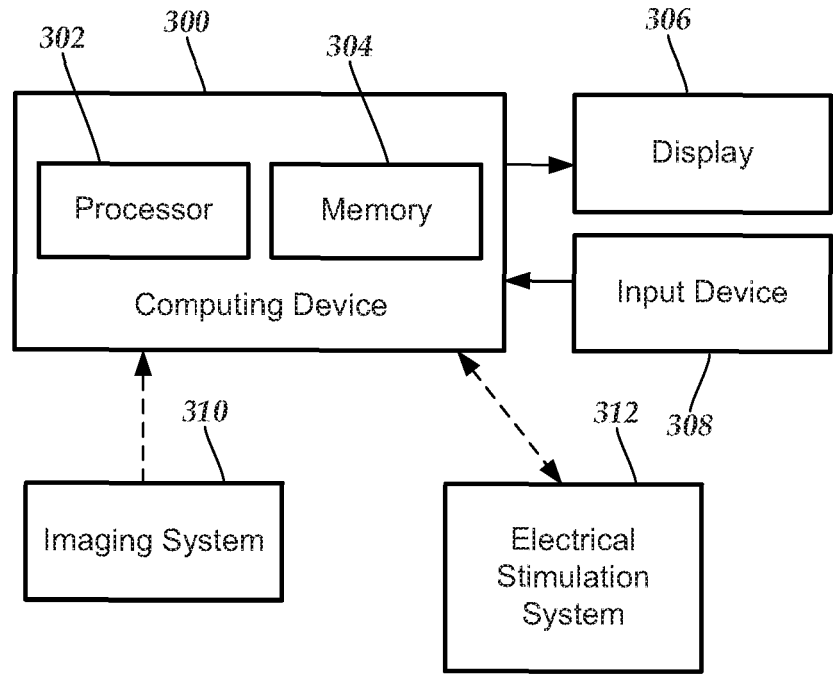 302
300
304
306
Processor
Memory
Computing Device
Display
Input Device
308
310
312
Imaging System
Electrical
Stimulation
System